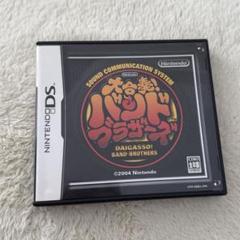 NINTENDO DS
Nintendo
SOUND COMMUNICATION SYSTEM
大合奏!
バンド
ブラザーズ
DAIGASSO!
BAND BROTHERS
©2004 Nintendo